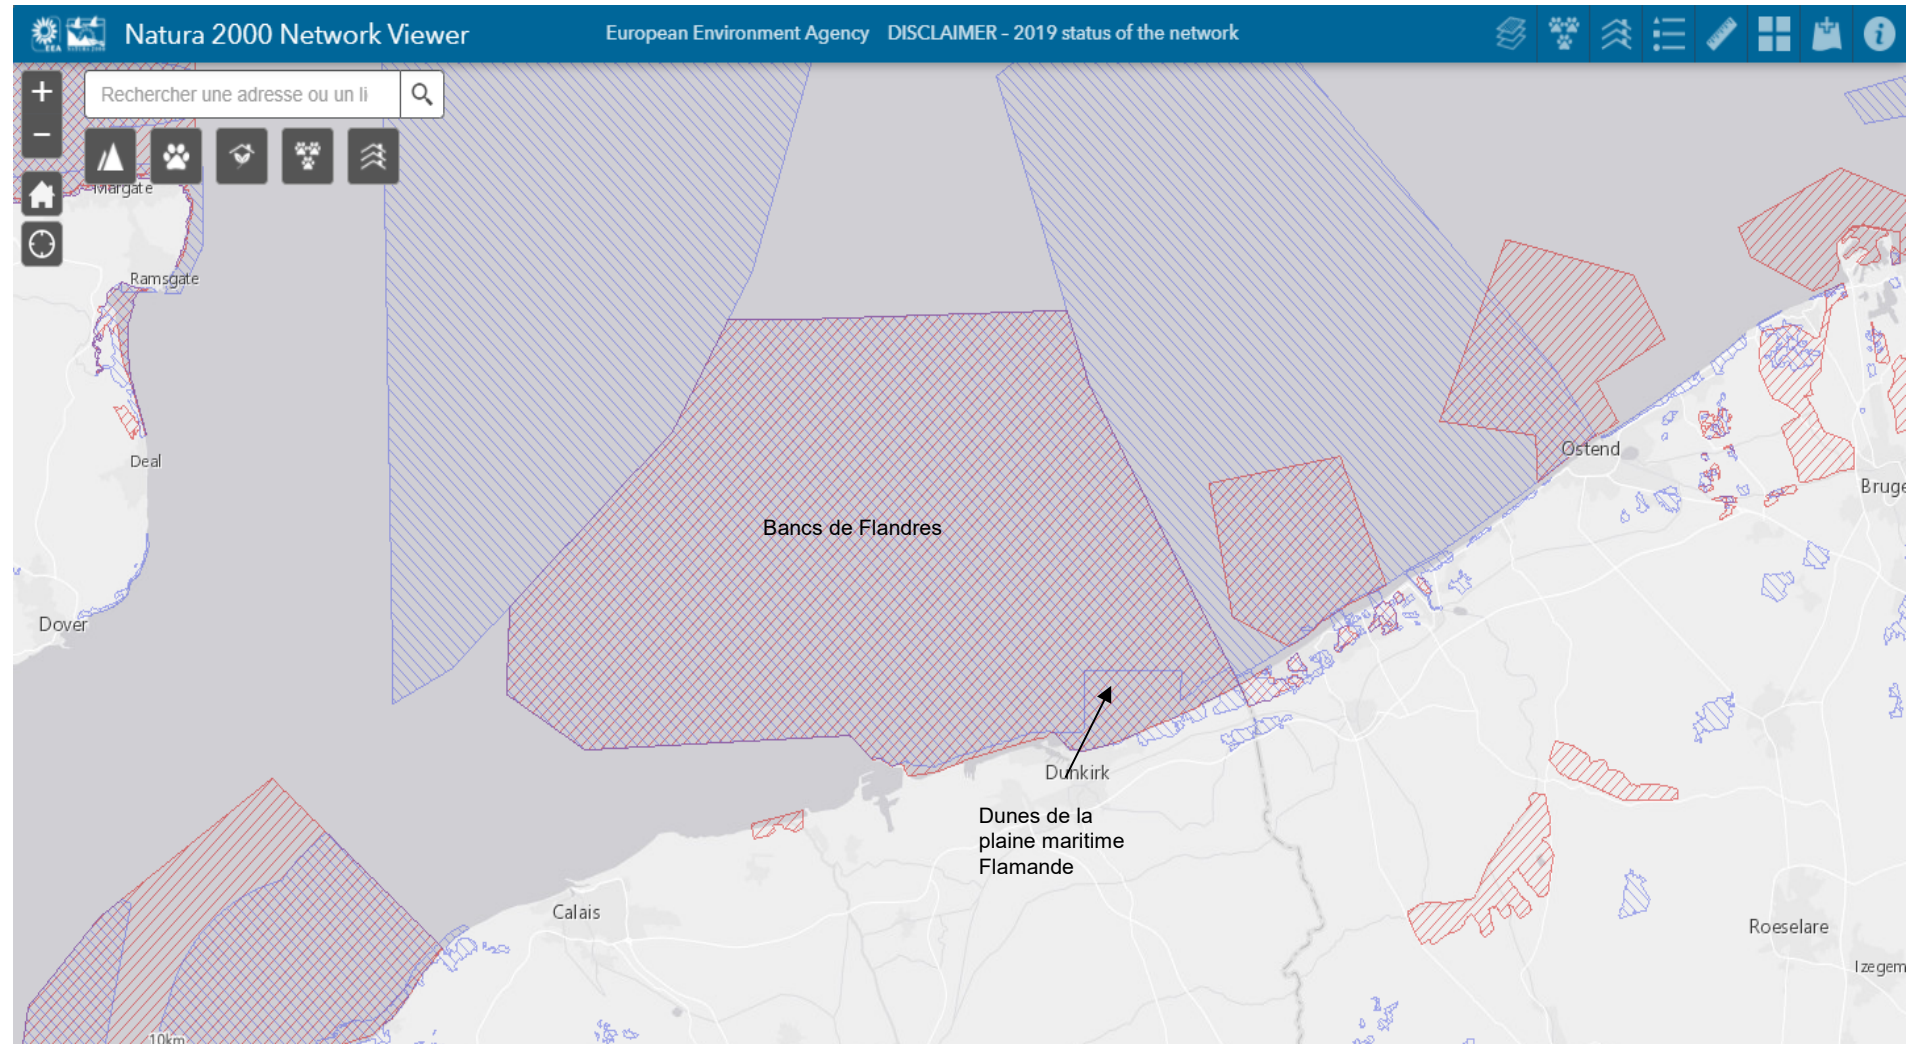 Natura 2000 Network Viewer
European Environment Agency DISCLAIMER - 2019 status of the network
Rechercher une adresse ou un li
Margate
Ramsgate
Deal
Dover
Bancs de Flandres
Ostend
Bruge
Dunkirk
Dunes de la
plaine maritime
Flamande
Calais
Roeselare
Izegem
10km